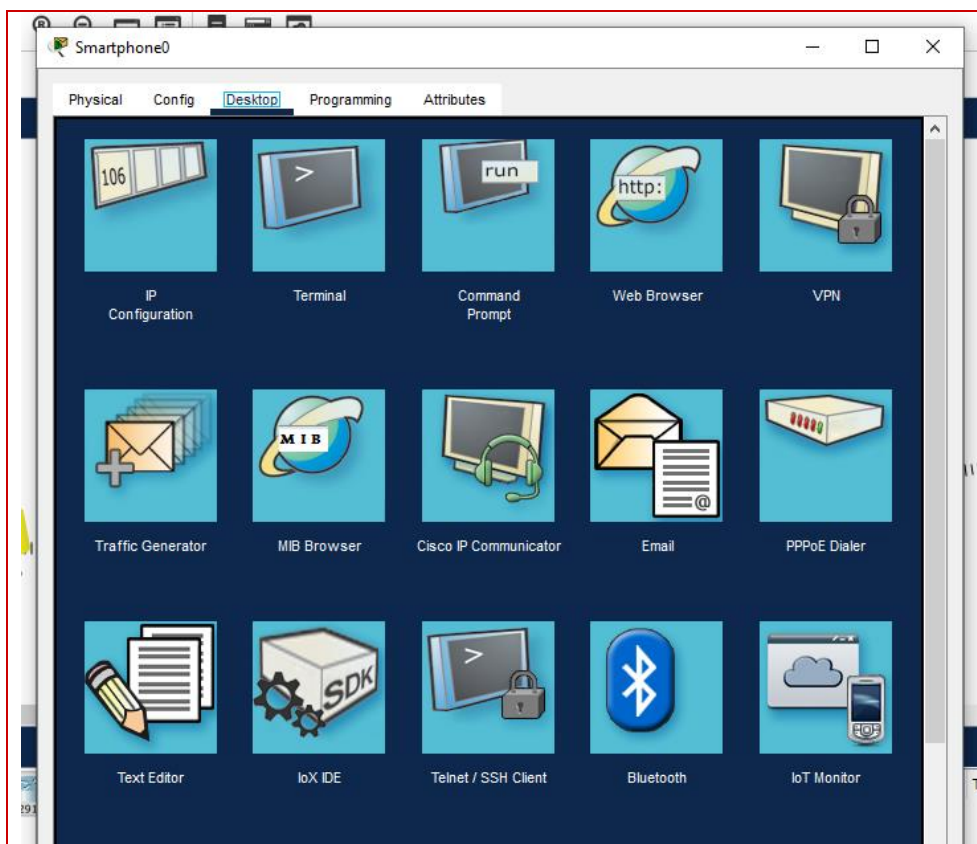 Smartphone0
Physical Config Desktop Programming Attributes
106
>
run
http:
IP
Configuration
Terminal
Command
Prompt
Web Browser
VPN
MIB
@
Traffic Generator
MIB Browser
Cisco IP Communicator
Email
PPPoE Dialer
SDK
>
Text Editor
IoX IDE
Telnet / SSH Client
Bluetooth
IoT Monitor
291